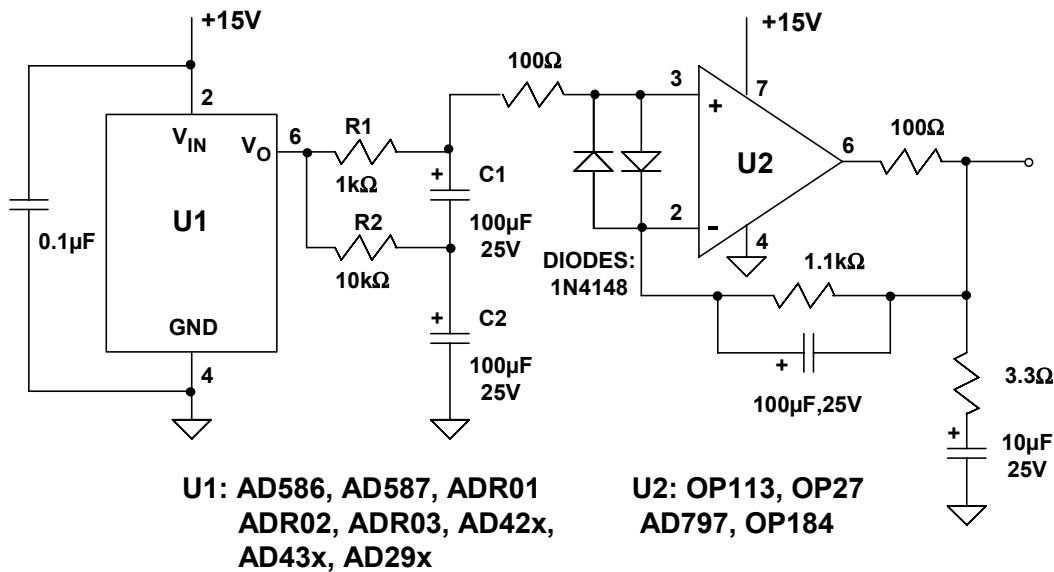 +15V
+15V
100Ω
2
3
7
V_IN
V_O
6
R1
+
6
100Ω
U2
1kΩ
+
C1
U1
R2
100µF
25V
2
-
0.1µF
10kΩ
4
DIODES:
1N4148
1.1kΩ
GND
+
C2
4
100µF
25V
+
100µF,25V
3.3Ω
+
10µF
25V
U1: AD586, AD587, ADR01
ADR02, ADR03, AD42x,
AD43x, AD29x
U2: OP113, OP27
AD797, OP184